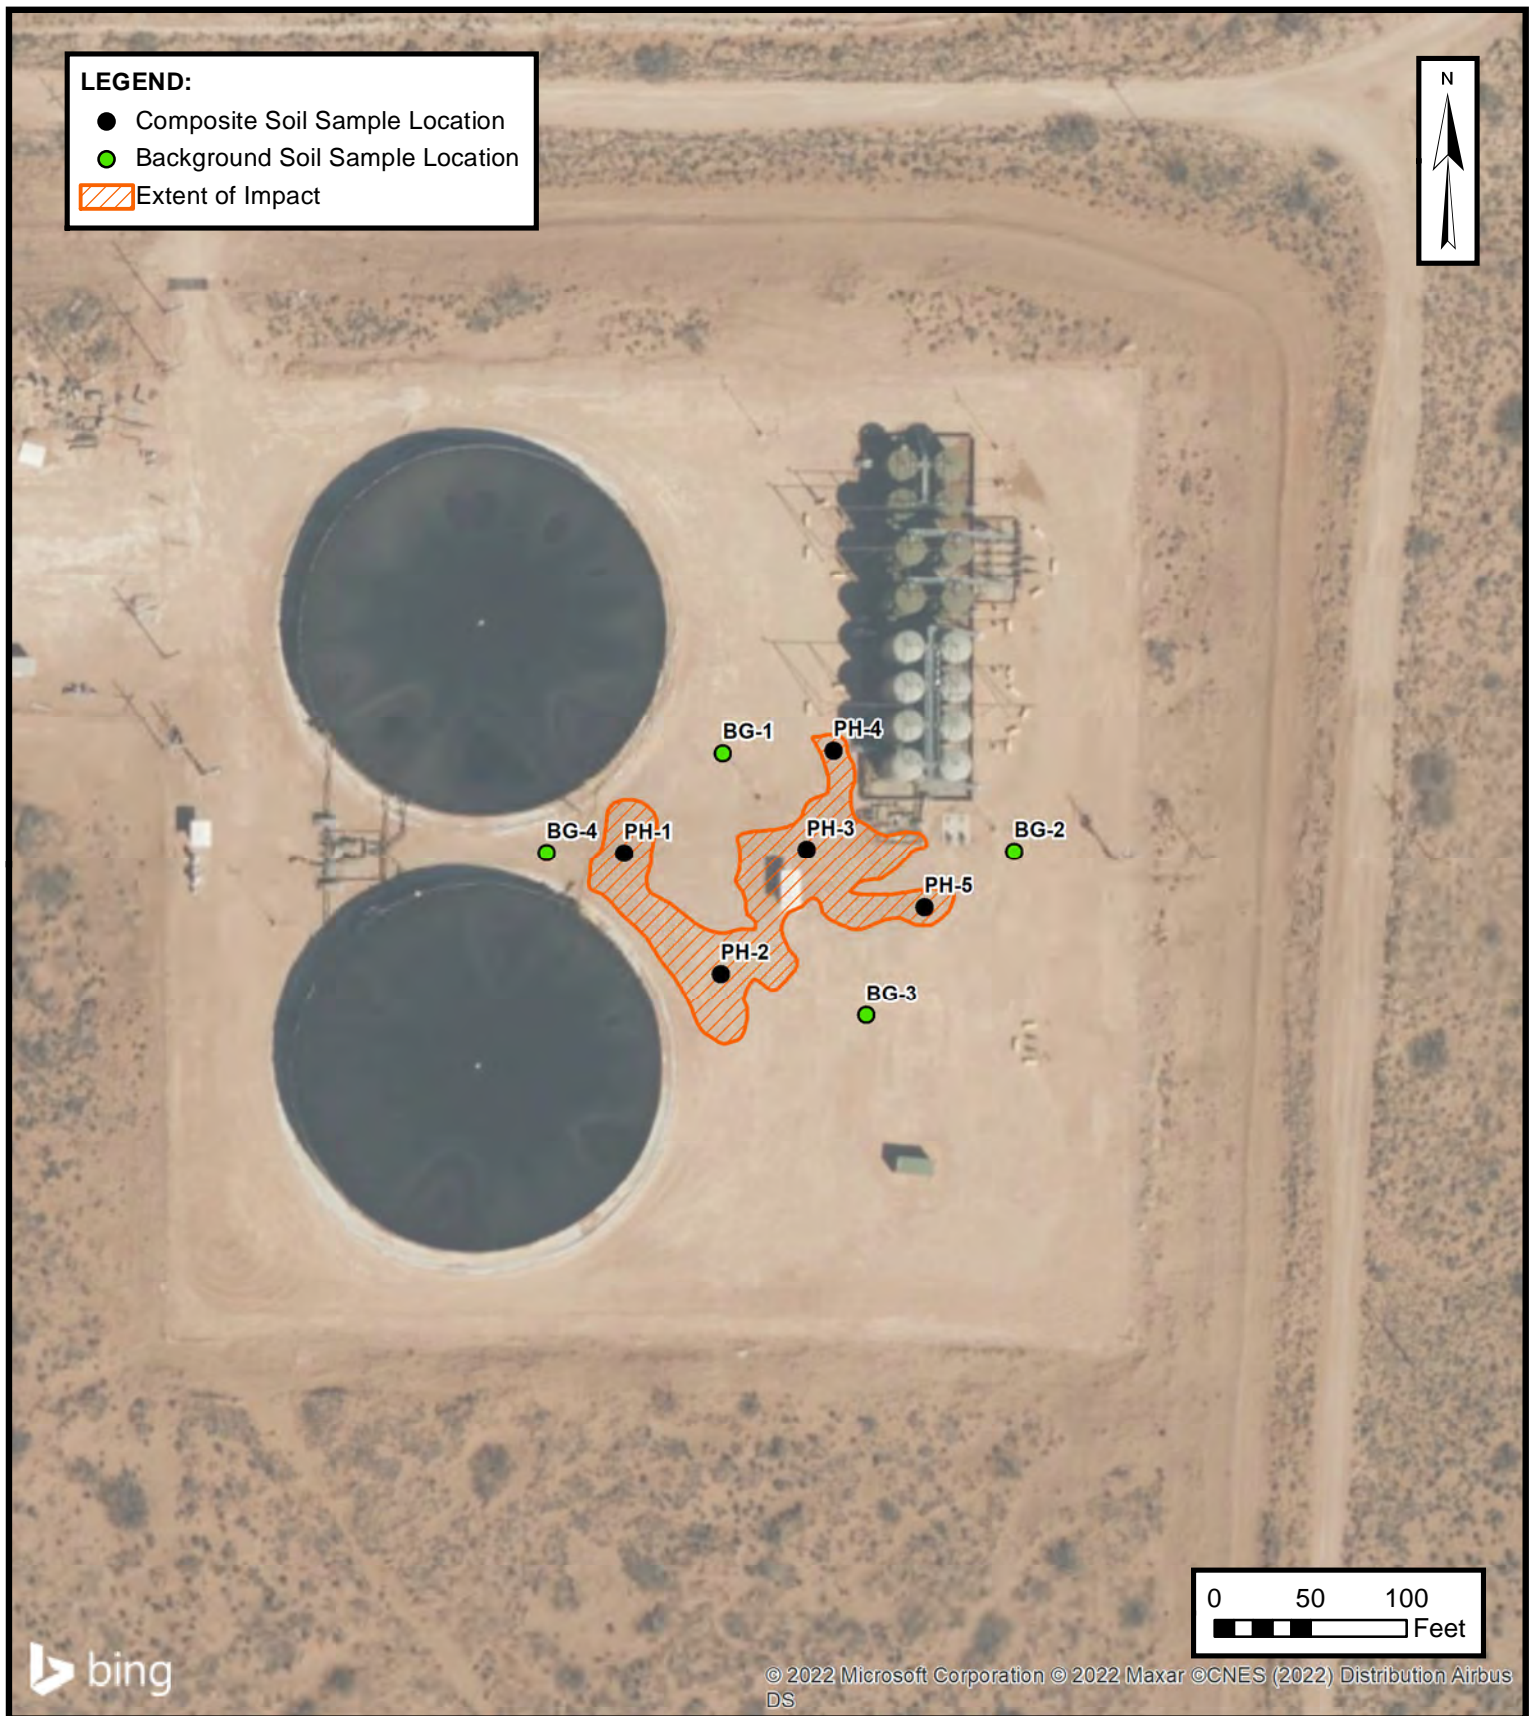 LEGEND:
Composite Soil Sample Location
Background Soil Sample Location
Extent of Impact
N
BG-1
PH-4
BG-4
PH-1
PH-3
BG-2
PH-5
PH-2
BG-3
0 50 100
Feet
bing
© 2022 Microsoft Corporation © 2022 Maxar ©CNES (2022) Distribution Airbus
DS